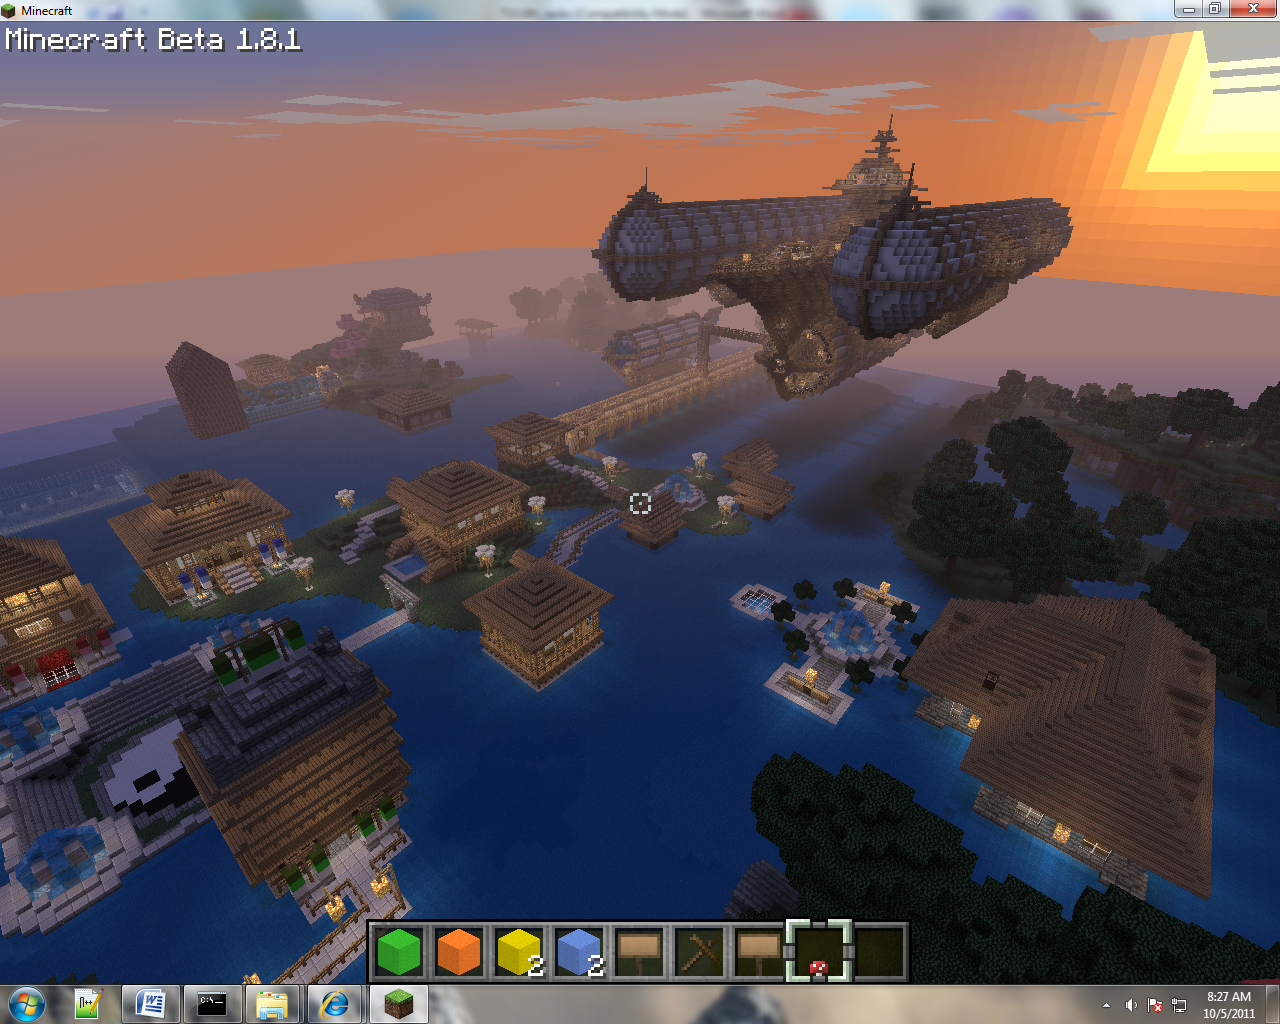 Minecraft
Minecraft Beta 1.8.1
2
2
C:\_
8:27 AM
10/5/2011